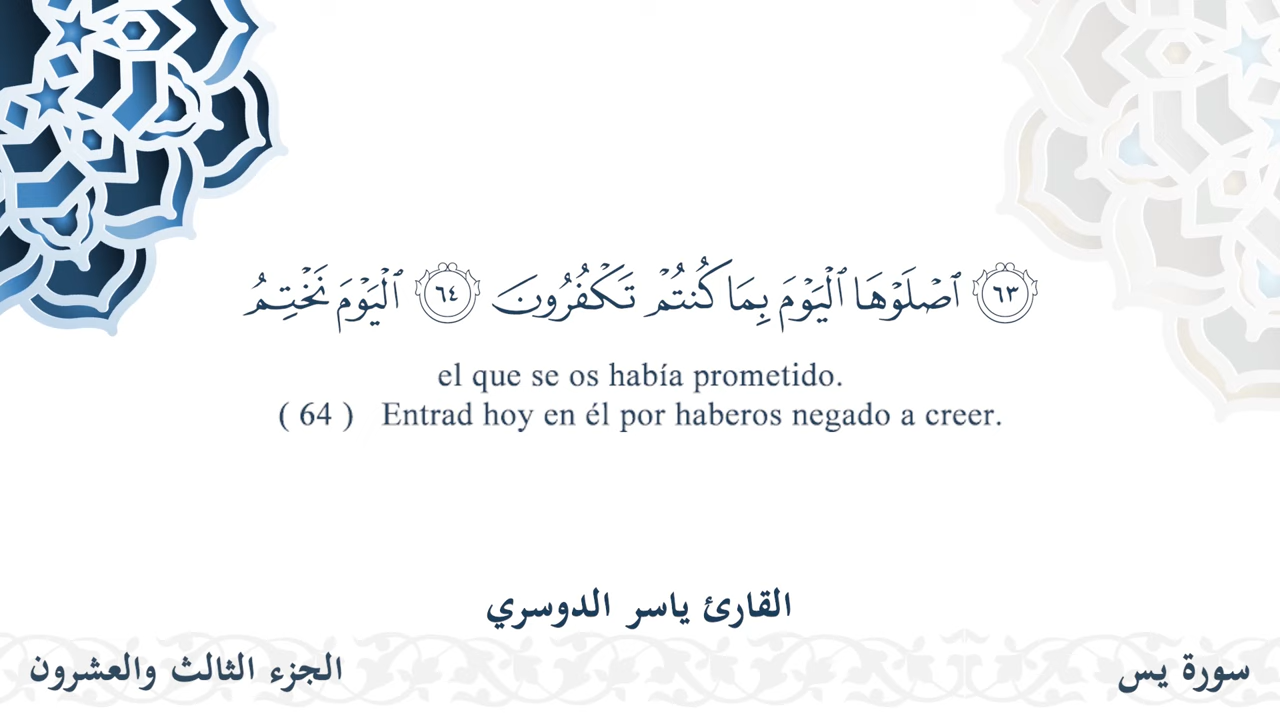 ٦٣ ٱصْلَوْهَا ٱلْيَوْمَ بِمَا كُنتُمْ تَكْفُرُونَ ٦٤ ٱلْيَوْمَ نَخْتِمُ
el que se os había prometido.
( 64 ) Entrad hoy en él por haberos negado a creer.
القارئ ياسر الدوسري
سورة يس
الجزء الثالث والعشرون